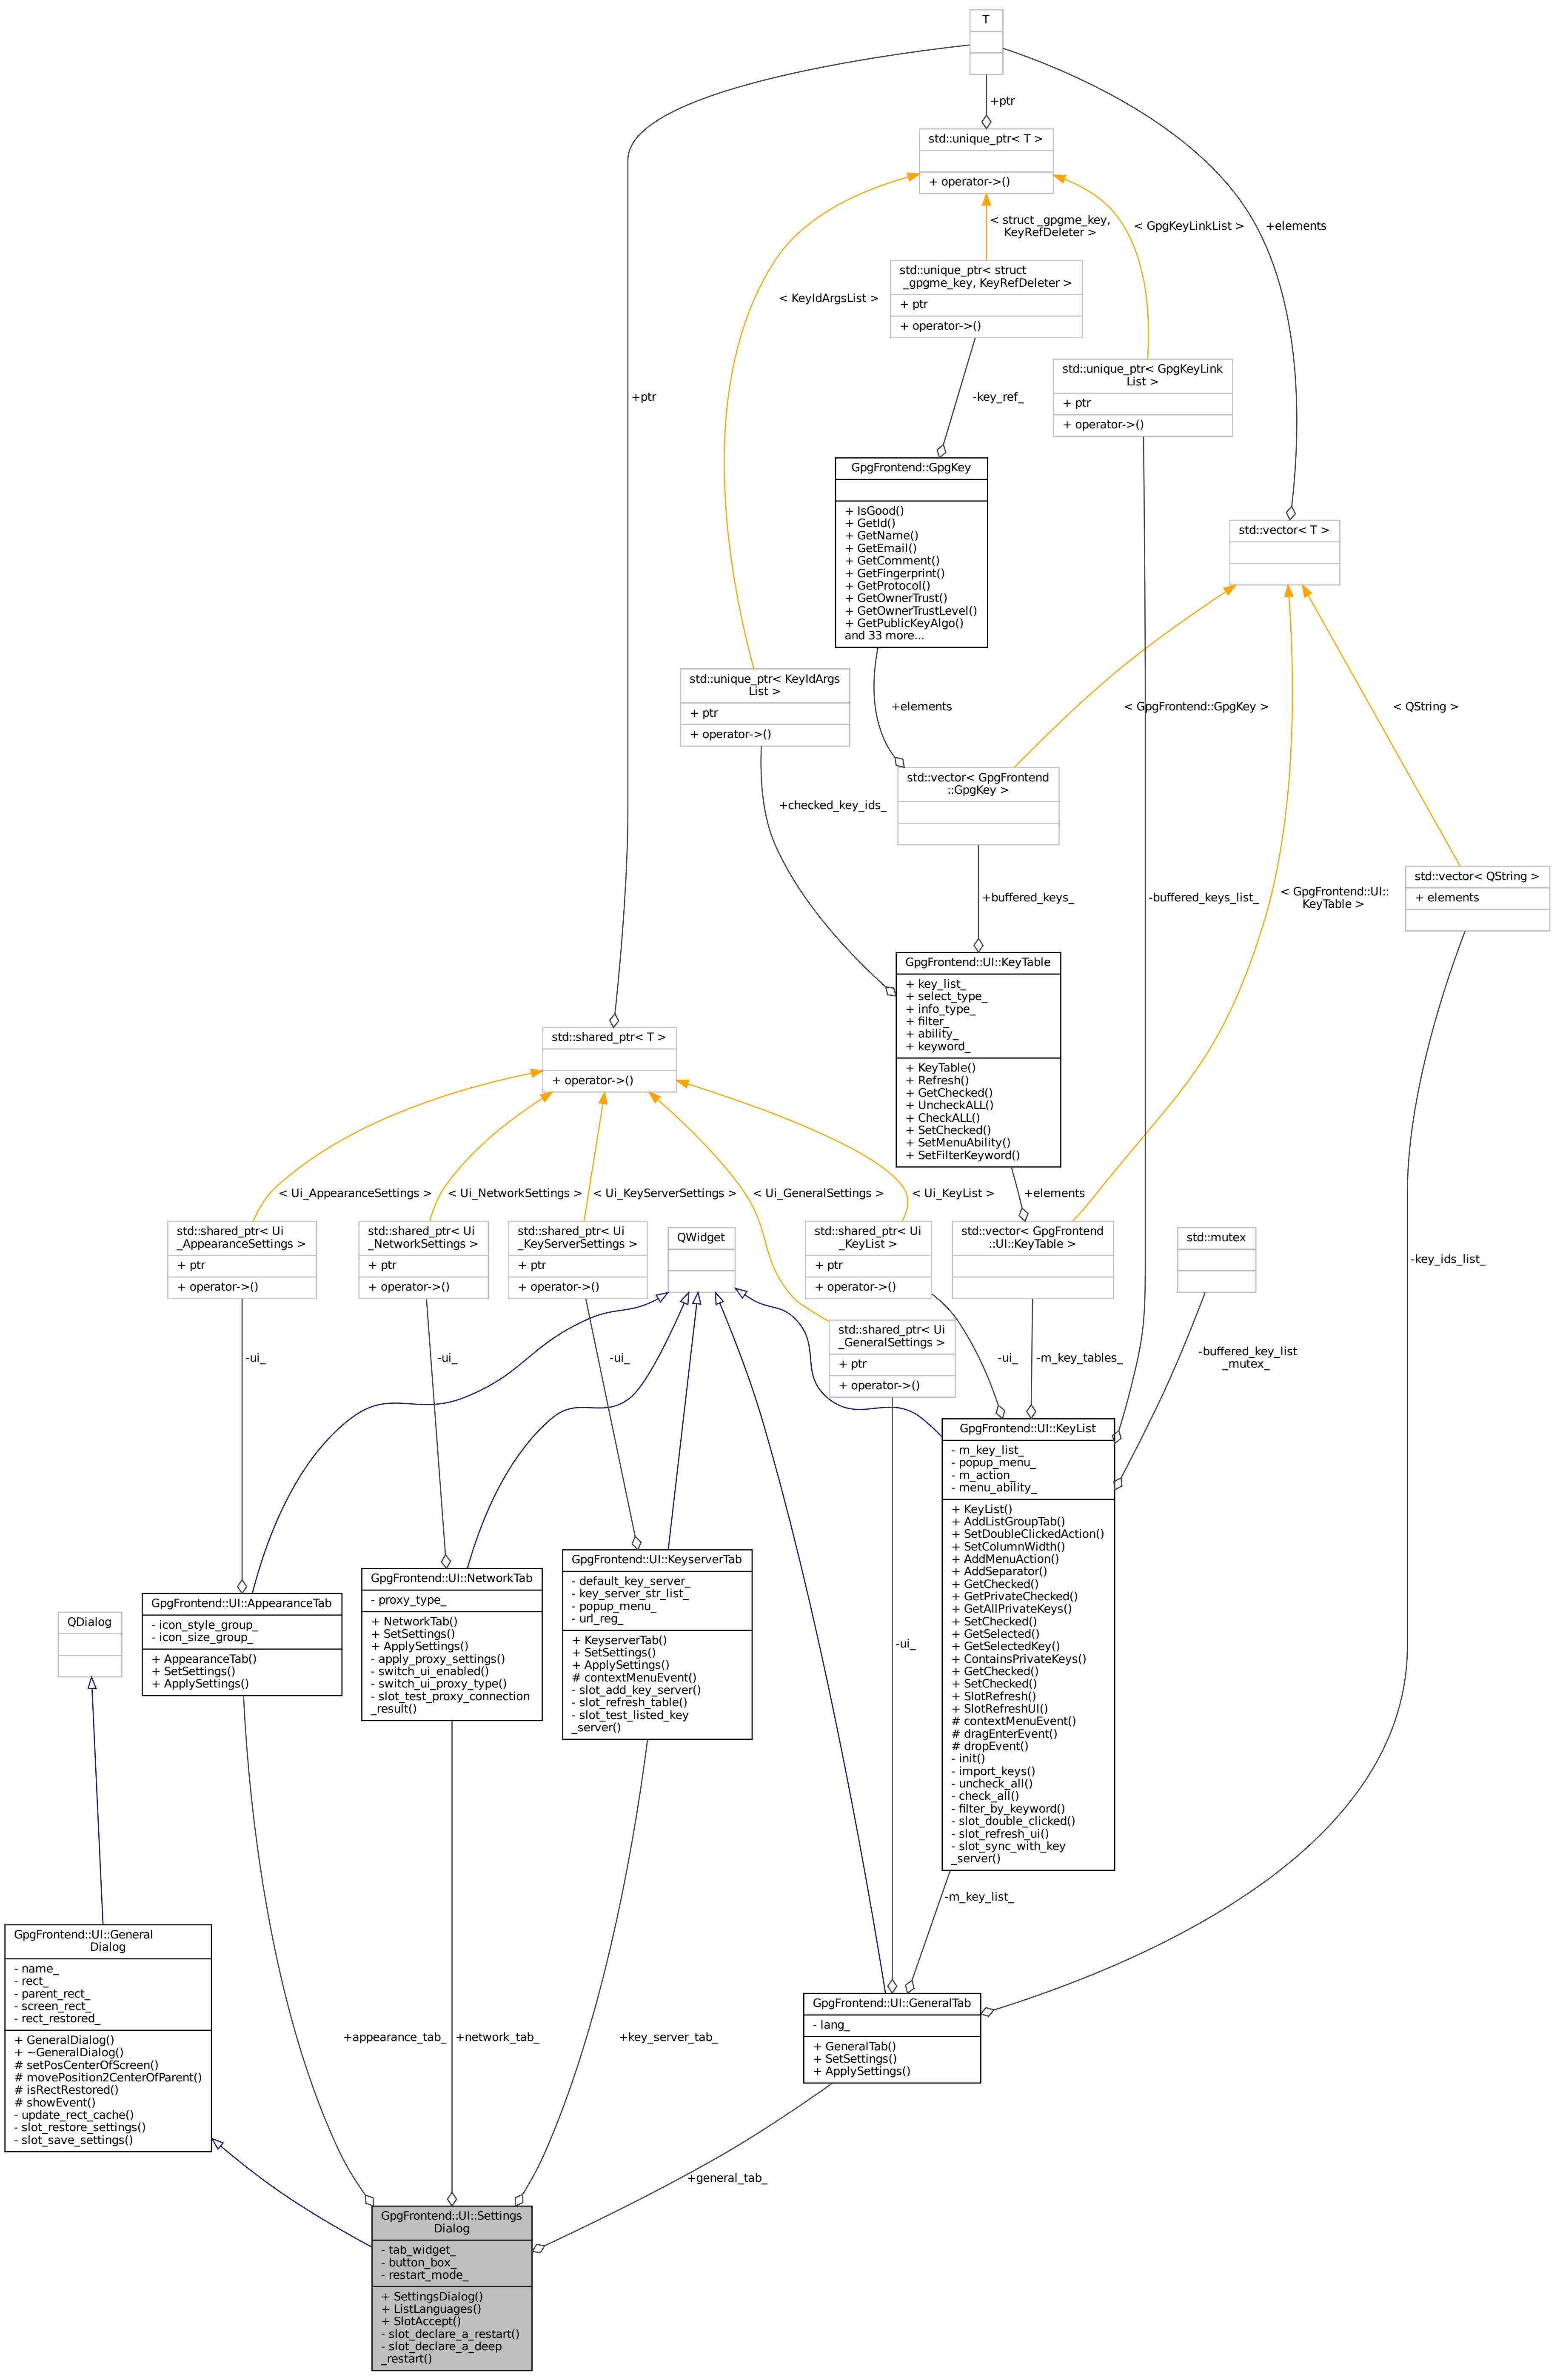 T
+ptr
std::unique_ptr< T >
+ operator->()
< struct _gpgme_key,
KeyRefDeleter >
< GpgKeyLinkList >
+elements
std::unique_ptr< struct
_gpgme_key, KeyRefDeleter >
+ ptr
+ operator->()
< KeyIdArgsList >
std::unique_ptr< GpgKeyLink
List >
+ ptr
+ operator->()
+ptr
-key_ref_
GpgFrontend::GpgKey
+ IsGood()
+ GetId()
+ GetName()
+ GetEmail()
+ GetComment()
+ GetFingerprint()
+ GetProtocol()
+ GetOwnerTrust()
+ GetOwnerTrustLevel()
+ GetPublicKeyAlgo()
and 33 more...
std::vector< T >
std::unique_ptr< KeyIdArgs
List >
+ ptr
+ operator->()
+elements
< GpgFrontend::GpgKey >
< QString >
std::vector< GpgFrontend
::GpgKey >
+checked_key_ids_
+buffered_keys_
-buffered_keys_list_
< GpgFrontend::UI::
KeyTable >
std::vector< QString >
+ elements
GpgFrontend::UI::KeyTable
+ key_list_
+ select_type_
+ info_type_
+ filter_
+ ability_
+ keyword_
+ KeyTable()
+ Refresh()
+ GetChecked()
+ UncheckALL()
+ CheckALL()
+ SetChecked()
+ SetMenuAbility()
+ SetFilterKeyword()
std::shared_ptr< T >
+ operator->()
< Ui_AppearanceSettings >
< Ui_NetworkSettings >
< Ui_KeyServerSettings >
< Ui_GeneralSettings >
< Ui_KeyList >
+elements
std::shared_ptr< Ui
_AppearanceSettings >
+ ptr
+ operator->()
std::shared_ptr< Ui
_NetworkSettings >
+ ptr
+ operator->()
std::shared_ptr< Ui
_KeyServerSettings >
+ ptr
+ operator->()
QWidget
std::shared_ptr< Ui
_KeyList >
+ ptr
+ operator->()
std::vector< GpgFrontend
::UI::KeyTable >
std::mutex
-key_ids_list_
std::shared_ptr< Ui
_GeneralSettings >
+ ptr
+ operator->()
-ui_
-ui_
-ui_
-ui_
-m_key_tables_
-buffered_key_list
_mutex_
GpgFrontend::UI::KeyList
- m_key_list_
- popup_menu_
- m_action_
- menu_ability_
+ KeyList()
+ AddListGroupTab()
+ SetDoubleClickedAction()
+ SetColumnWidth()
+ AddMenuAction()
+ AddSeparator()
+ GetChecked()
+ GetPrivateChecked()
+ GetAllPrivateKeys()
+ SetChecked()
+ GetSelected()
+ GetSelectedKey()
+ ContainsPrivateKeys()
+ GetChecked()
+ SetChecked()
+ SlotRefresh()
+ SlotRefreshUI()
# contextMenuEvent()
# dragEnterEvent()
# dropEvent()
- init()
- import_keys()
- uncheck_all()
- check_all()
- filter_by_keyword()
- slot_double_clicked()
- slot_refresh_ui()
- slot_sync_with_key
_server()
GpgFrontend::UI::KeyserverTab
- default_key_server_
- key_server_str_list_
- popup_menu_
- url_reg_
+ KeyserverTab()
+ SetSettings()
+ ApplySettings()
# contextMenuEvent()
- slot_add_key_server()
- slot_refresh_table()
- slot_test_listed_key
_server()
GpgFrontend::UI::NetworkTab
- proxy_type_
+ NetworkTab()
+ SetSettings()
+ ApplySettings()
- apply_proxy_settings()
- switch_ui_enabled()
- switch_ui_proxy_type()
- slot_test_proxy_connection
_result()
GpgFrontend::UI::AppearanceTab
- icon_style_group_
- icon_size_group_
+ AppearanceTab()
+ SetSettings()
+ ApplySettings()
QDialog
-ui_
-m_key_list_
GpgFrontend::UI::General
Dialog
- name_
- rect_
- parent_rect_
- screen_rect_
- rect_restored_
+ GeneralDialog()
+ ~GeneralDialog()
# setPosCenterOfScreen()
# movePosition2CenterOfParent()
# isRectRestored()
# showEvent()
- update_rect_cache()
- slot_restore_settings()
- slot_save_settings()
GpgFrontend::UI::GeneralTab
- lang_
+ GeneralTab()
+ SetSettings()
+ ApplySettings()
+appearance_tab_
+network_tab_
+key_server_tab_
+general_tab_
GpgFrontend::UI::Settings
Dialog
- tab_widget_
- button_box_
- restart_mode_
+ SettingsDialog()
+ ListLanguages()
+ SlotAccept()
- slot_declare_a_restart()
- slot_declare_a_deep
_restart()